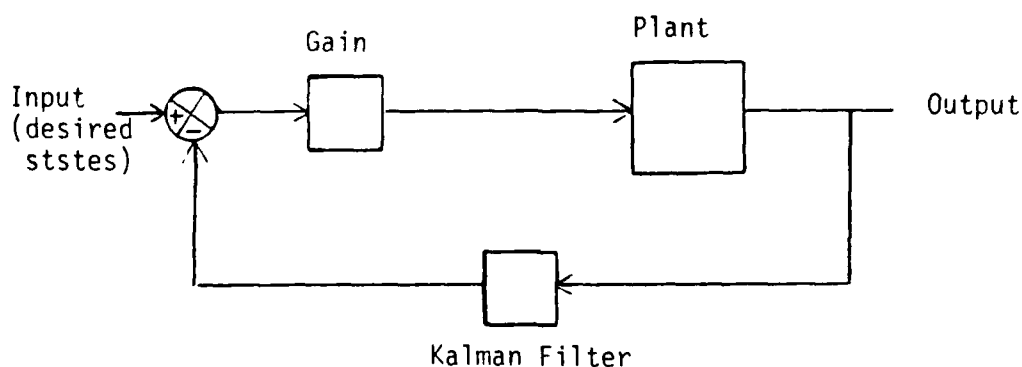 Gain
Plant
Input
(desired
ststes)
+
-
Output
Kalman Filter